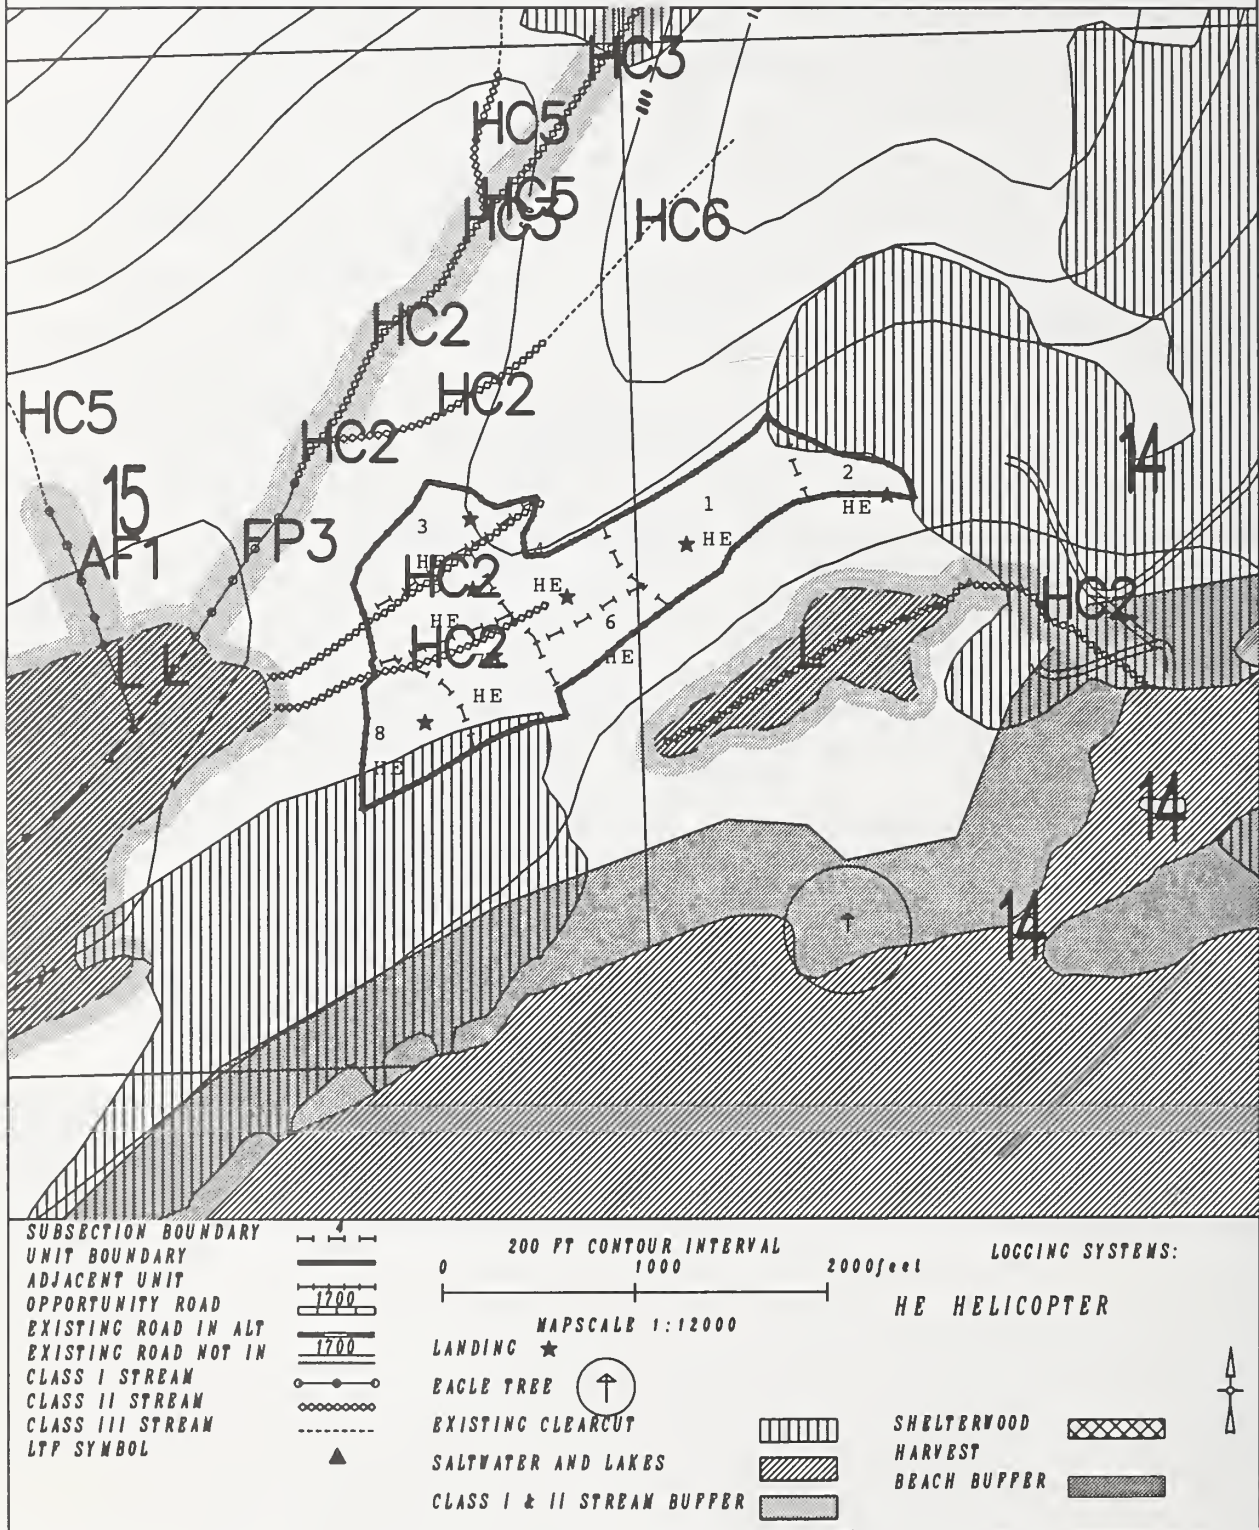 HC3
HC5
HC5
HC6
HC2
HC2
HC5
HC2
14
15
2
1
HE
3
FP3
HE
AF1
HE
HC2
HE
HC2
6
HE
HC2
HE
L
L L
HE
8
HE
14
14
SUBSECTION BOUNDARY 4
UNIT BOUNDARY
ADJACENT UNIT
OPPORTUNITY ROAD 1700
EXISTING ROAD IN ALT
EXISTING ROAD NOT IN 1700
CLASS I STREAM
CLASS II STREAM
CLASS III STREAM
LTF SYMBOL
200 FT CONTOUR INTERVAL
0 1000 2000feet
MAPSCALE 1:12000
LANDING
EAGLE TREE
EXISTING CLEARCUT
SALTWATER AND LAKES
CLASS I & II STREAM BUFFER
LOGGING SYSTEMS:
HE HELICOPTER
SHELTERWOOD
HARVEST
BEACH BUFFER